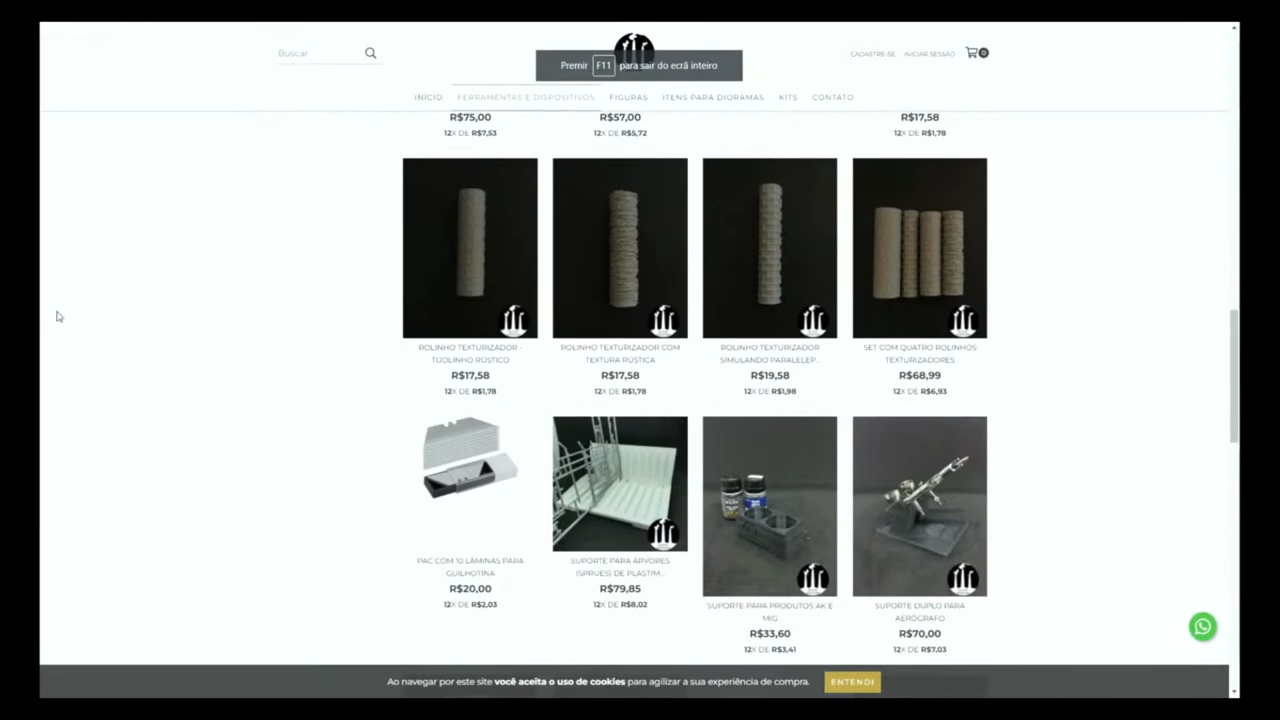 Buscar
CADASTRE-SE INICIAR SESSÃO 0
Premir F11 para sair do ecrã inteiro
INÍCIO FERRAMENTAS E DISPOSITIVOS FIGURAS ITENS PARA DIORAMAS KITS CONTATO
R$75,00 R$57,00 R$17,58
12X DE R$7,53 12X DE R$5,72 12X DE R$1,78
ROLINHO TEXTURIZADOR -
TIJOLINHO RÚSTICO
R$17,58
12X DE R$1,78
ROLINHO TEXTURIZADOR COM
TEXTURA RÚSTICA
R$17,58
12X DE R$1,78
ROLINHO TEXTURIZADOR
SIMULANDO PARALELEP...
R$19,58
12X DE R$1,98
SET COM QUATRO ROLINHOS
TEXTURIZADORES
R$68,99
12X DE R$6,93
PAC COM 10 LÂMINAS PARA
GUILHOTINA
R$20,00
12X DE R$2,03
SUPORTE PARA ÁRVORES
(SPRUES) DE PLASTIM...
R$79,85
12X DE R$8,02
SUPORTE PARA PRODUTOS AK E
MIG
R$33,60
12X DE R$3,41
SUPORTE DUPLO PARA
AEROGRAFO
R$70,00
12X DE R$7,03
Ao navegar por este site você aceita o uso de cookies para agilizar a sua experiência de compra. ENTENDI